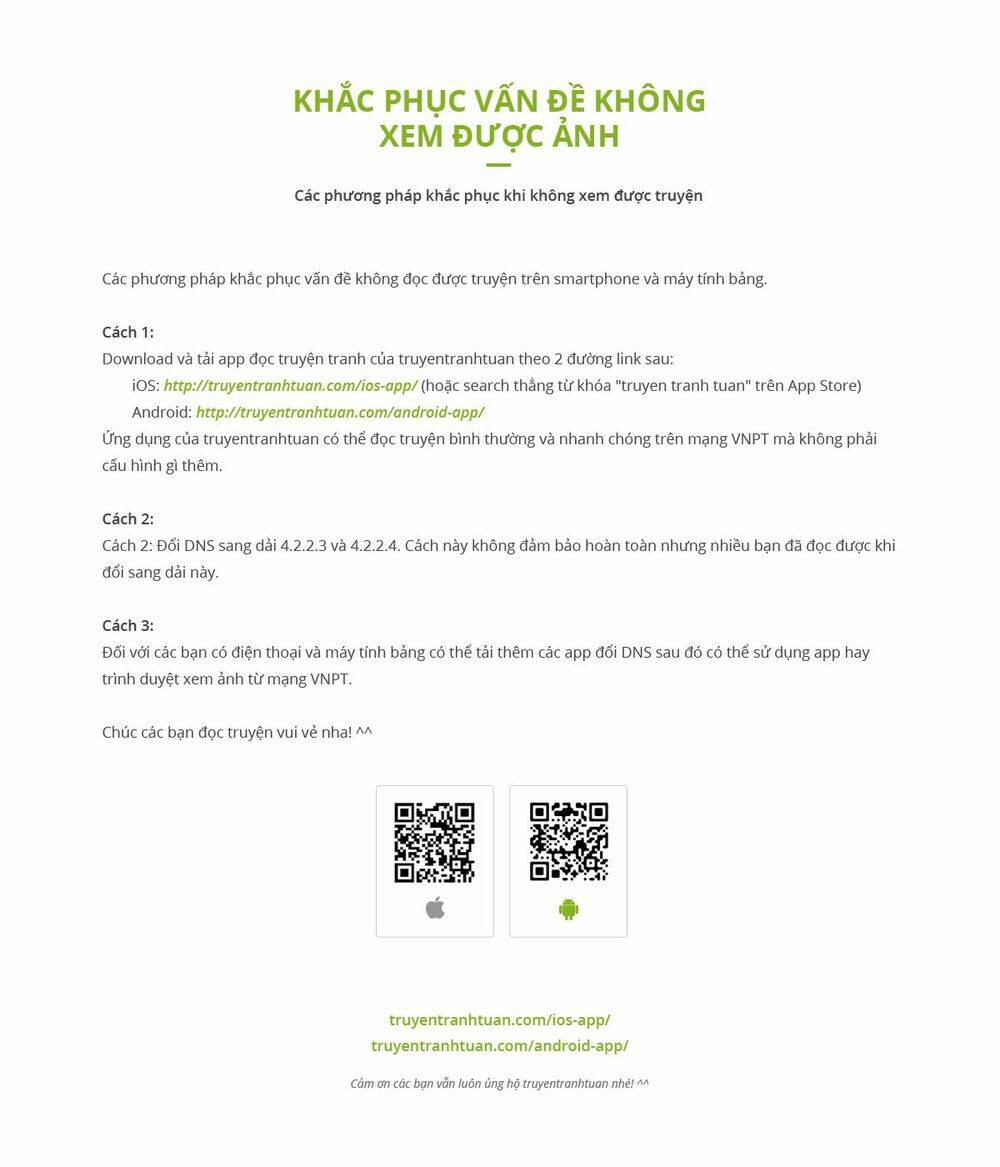 KHẮC PHỤC VẤN ĐỀ KHÔNG
XEM ĐƯỢC ẢNH
Các phương pháp khắc phục khi không xem được truyện
Các phương pháp khắc phục vấn đề không đọc được truyện trên smartphone và máy tính bảng.
Cách 1:
Download và tải app đọc truyện tranh của truyentranhtuan theo 2 đường link sau:
iOS: http://truyentranhtuan.com/ios-app/ (hoặc search thẳng từ khóa "truyen tranh tuan" trên App Store)
Android: http://truyentranhtuan.com/android-app/
Ứng dụng của truyentranhtuan có thể đọc truyện bình thường và nhanh chóng trên mạng VNPT mà không phải
cấu hình gì thêm.
Cách 2:
Cách 2: Đổi DNS sang dải 4.2.2.3 và 4.2.2.4. Cách này không đảm bảo hoàn toàn nhưng nhiều bạn đã đọc được khi
đổi sang dải này.
Cách 3:
Đối với các bạn có điện thoại và máy tính bảng có thể tải thêm các app đổi DNS sau đó có thể sử dụng app hay
trình duyệt xem ảnh từ mạng VNPT.
Chúc các bạn đọc truyện vui vẻ nha! ^^
truyentranhtuan.com/ios-app/
truyentranhtuan.com/android-app/
Cảm ơn các bạn vẫn luôn ủng hộ truyentranhtuan nhé! ^^